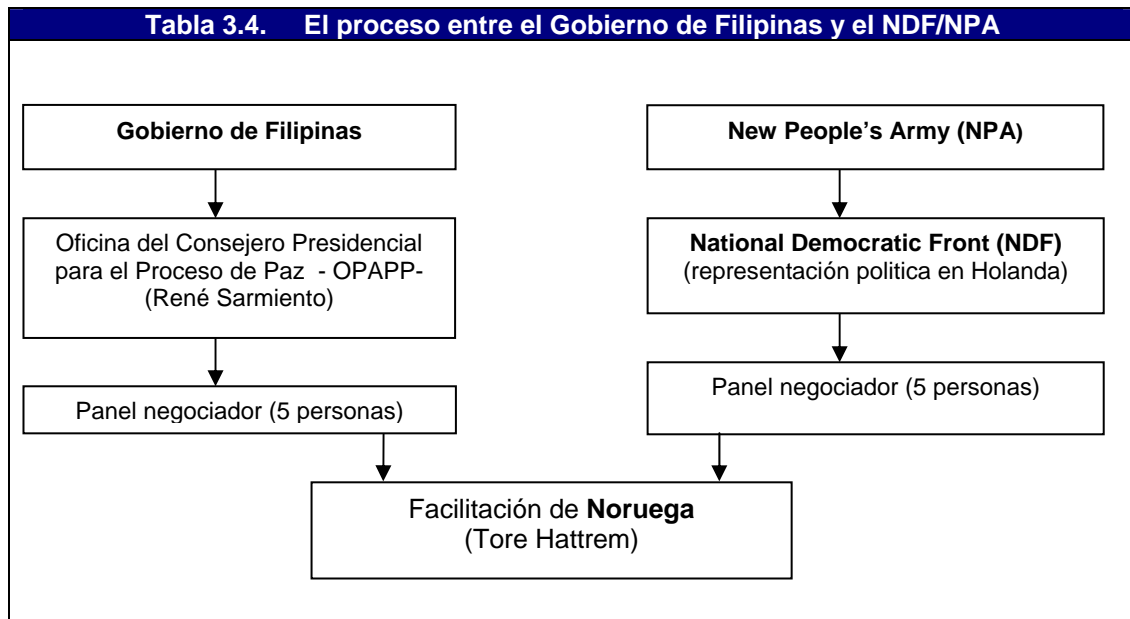 Tabla 3.4. El proceso entre el Gobierno de Filipinas y el NDF/NPA
Gobierno de Filipinas
New People's Army (NPA)
Oficina del Consejero Presidencial
para el Proceso de Paz - OPAPP-
(René Sarmiento)
National Democratic Front (NDF)
(representación politica en Holanda)
Panel negociador (5 personas)
Panel negociador (5 personas)
Facilitación de Noruega
(Tore Hattrem)